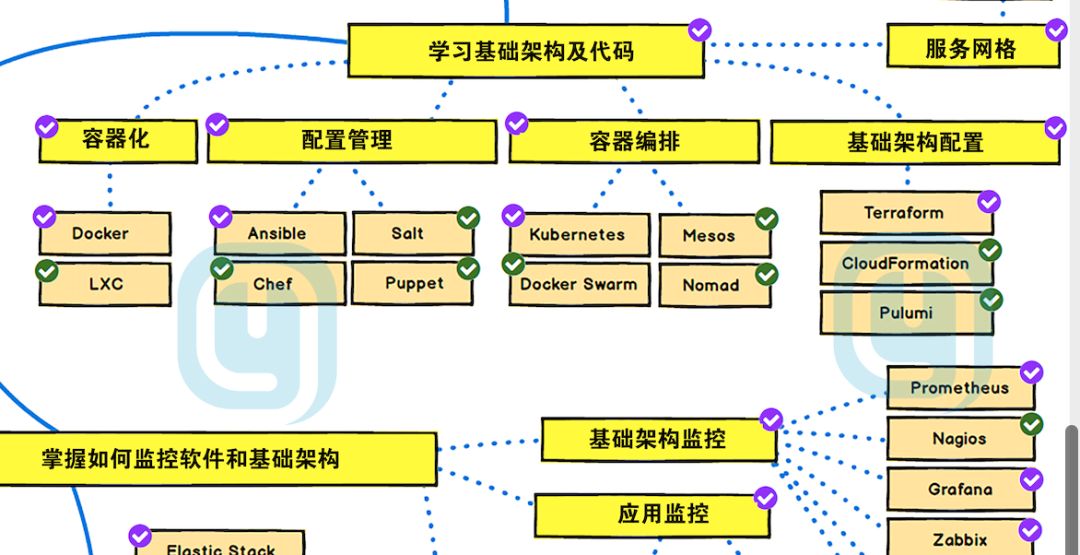 学习基础架构及代码
服务网格
容器化
配置管理
容器编排
基础架构配置
Docker
LXC
Ansible
Salt
Chef
Puppet
Kubernetes
Mesos
Docker Swarm
Nomad
Terraform
CloudFormation
Pulumi
掌握如何监控软件和基础架构
基础架构监控
应用监控
Prometheus
Nagios
Grafana
Zabbix
Elastic Stack